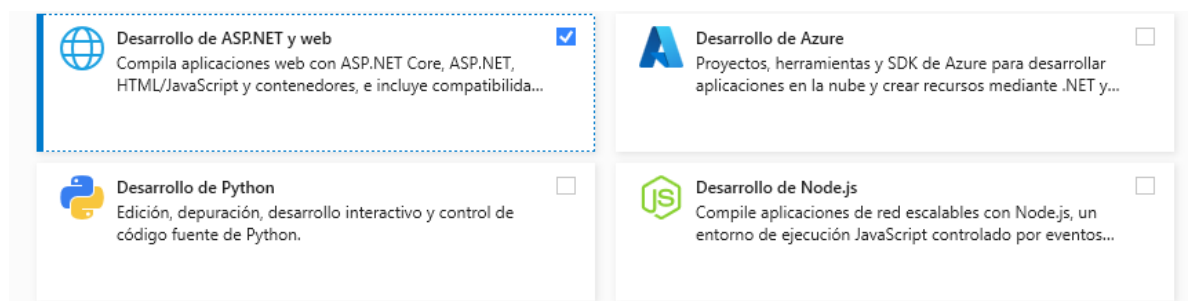 Desarrollo de ASP.NET y web
Compila aplicaciones web con ASP.NET Core, ASP.NET,
HTML/JavaScript y contenedores, e incluye compatibilida...
Desarrollo de Azure
Proyectos, herramientas y SDK de Azure para desarrollar
aplicaciones en la nube y crear recursos mediante .NET y...
Desarrollo de Python
Edición, depuración, desarrollo interactivo y control de
código fuente de Python.
JS
Desarrollo de Node.js
Compile aplicaciones de red escalables con Node.js, un
entorno de ejecución JavaScript controlado por eventos...